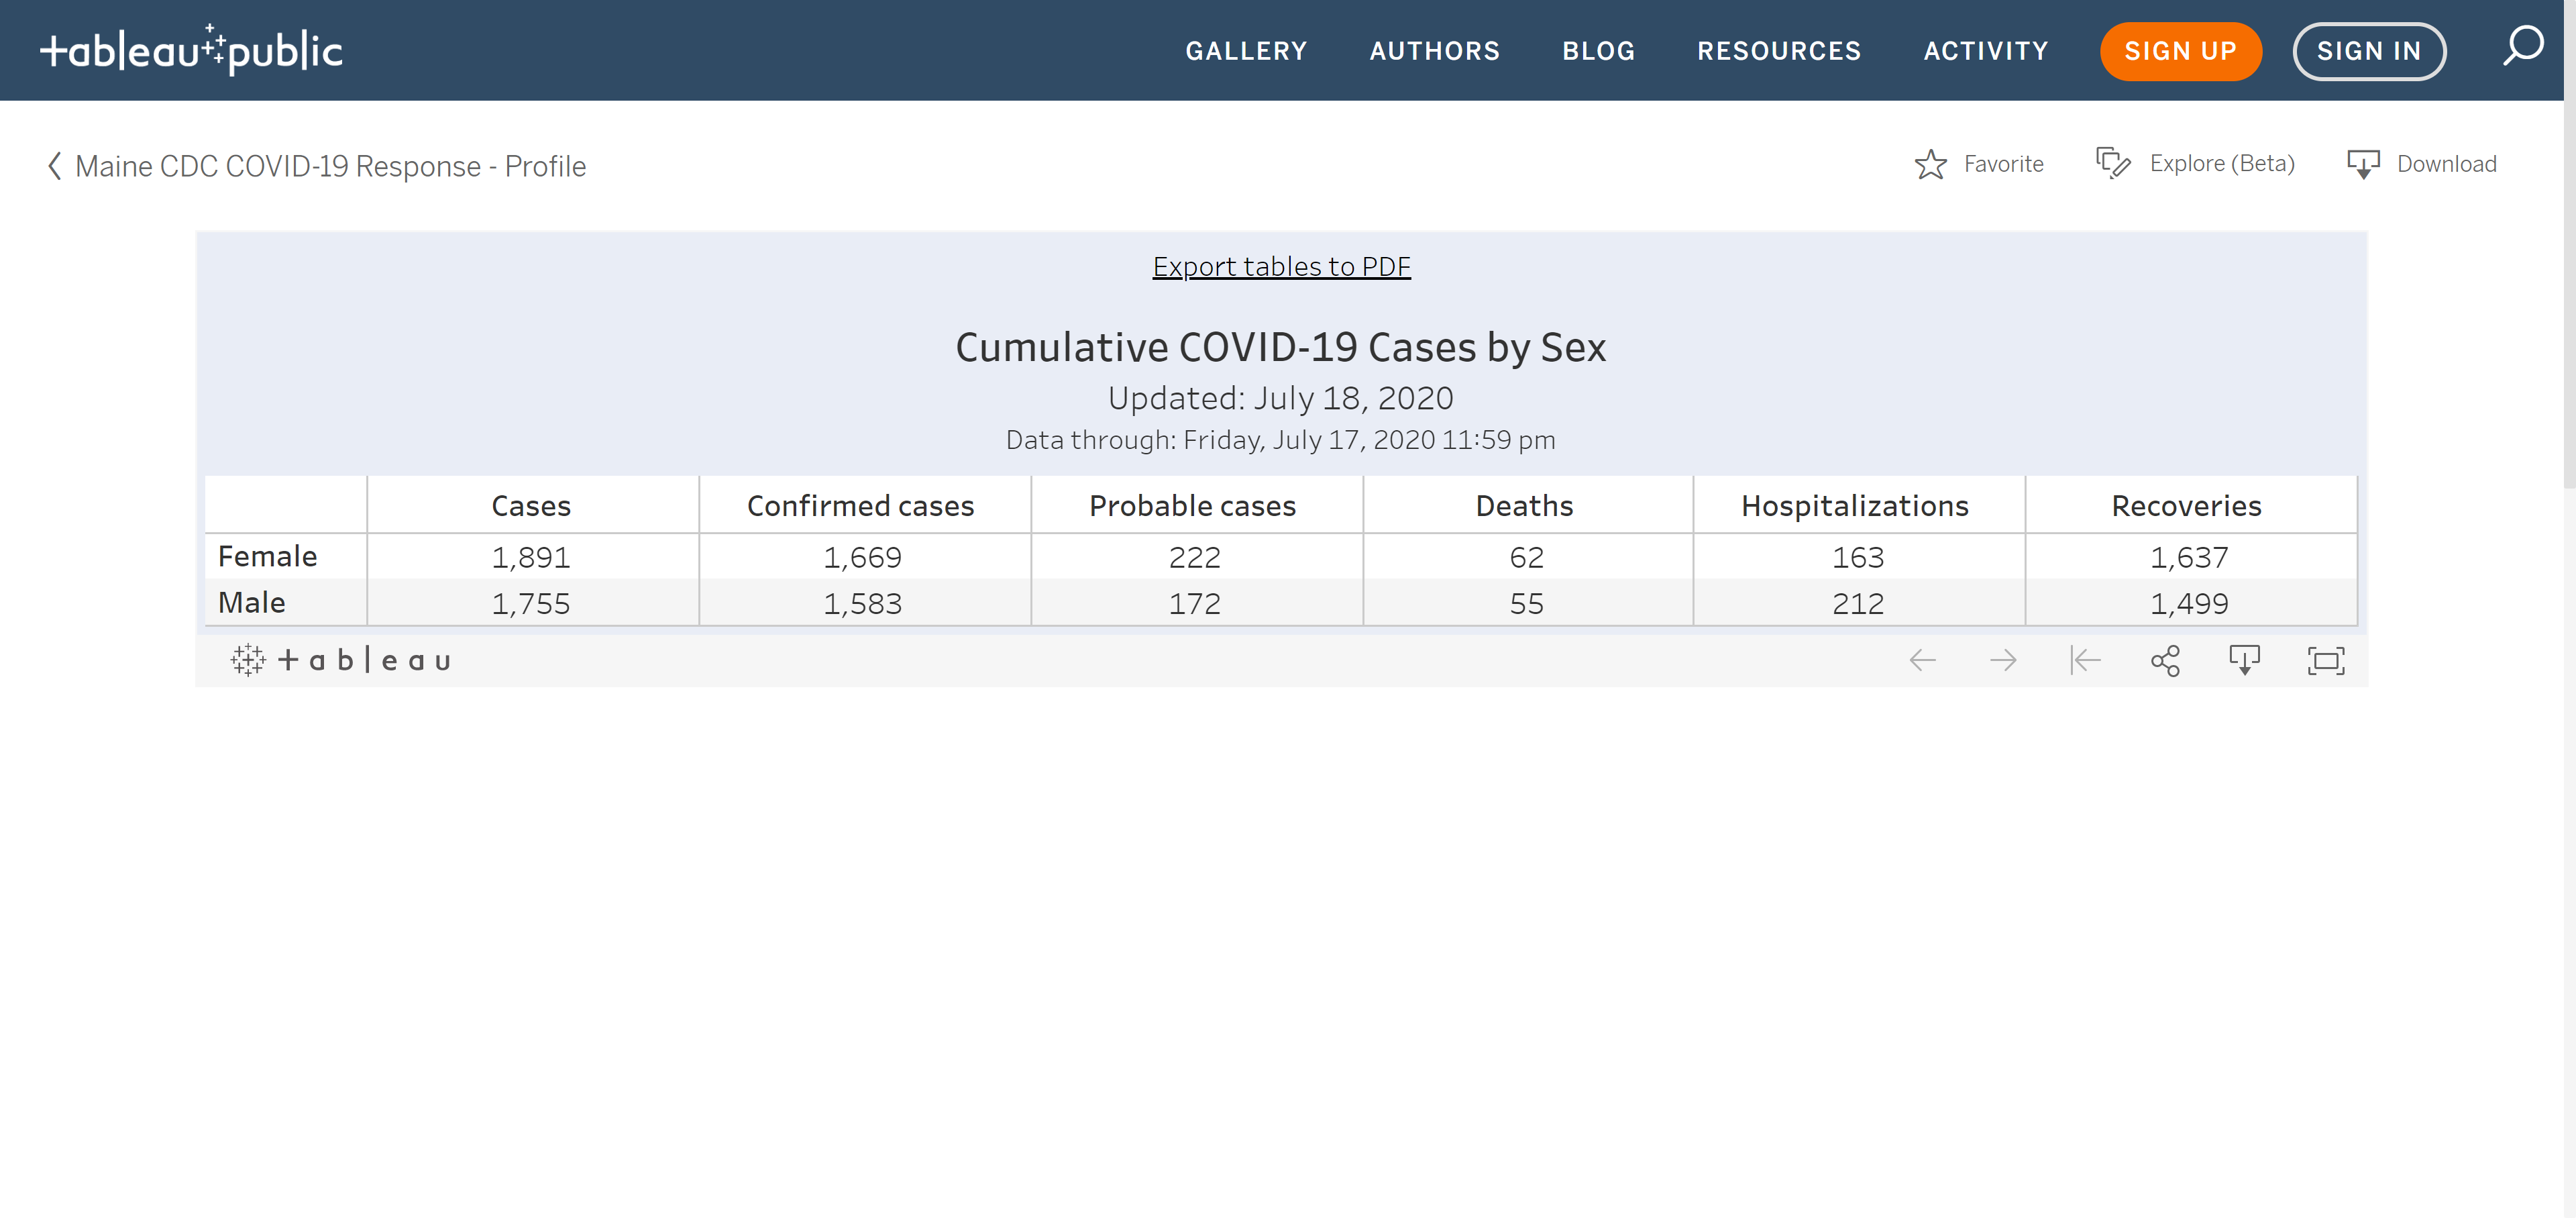 tableau public GALLERY AUTHORS BLOG RESOURCES ACTIVITY SIGN UP SIGN IN
Maine CDC COVID-19 Response - Profile Favorite Explore (Beta) Download
Export tables to PDF
Cumulative COVID-19 Cases by Sex
Updated: July 18, 2020
Data through: Friday, July 17, 2020 11:59 pm
Cases Confirmed cases Probable cases Deaths Hospitalizations Recoveries
Female 1,891 1,669 222 62 163 1,637
Male 1,755 1,583 172 55 212 1,499
tableau